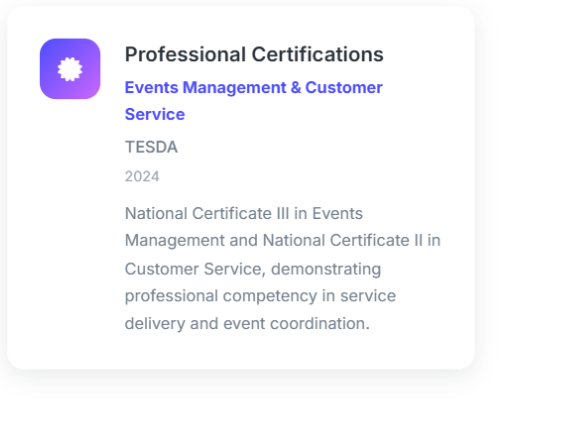 Professional Certifications
Events Management & Customer
Service
TESDA
2024
National Certificate III in Events
Management and National Certificate II in
Customer Service, demonstrating
professional competency in service
delivery and event coordination.